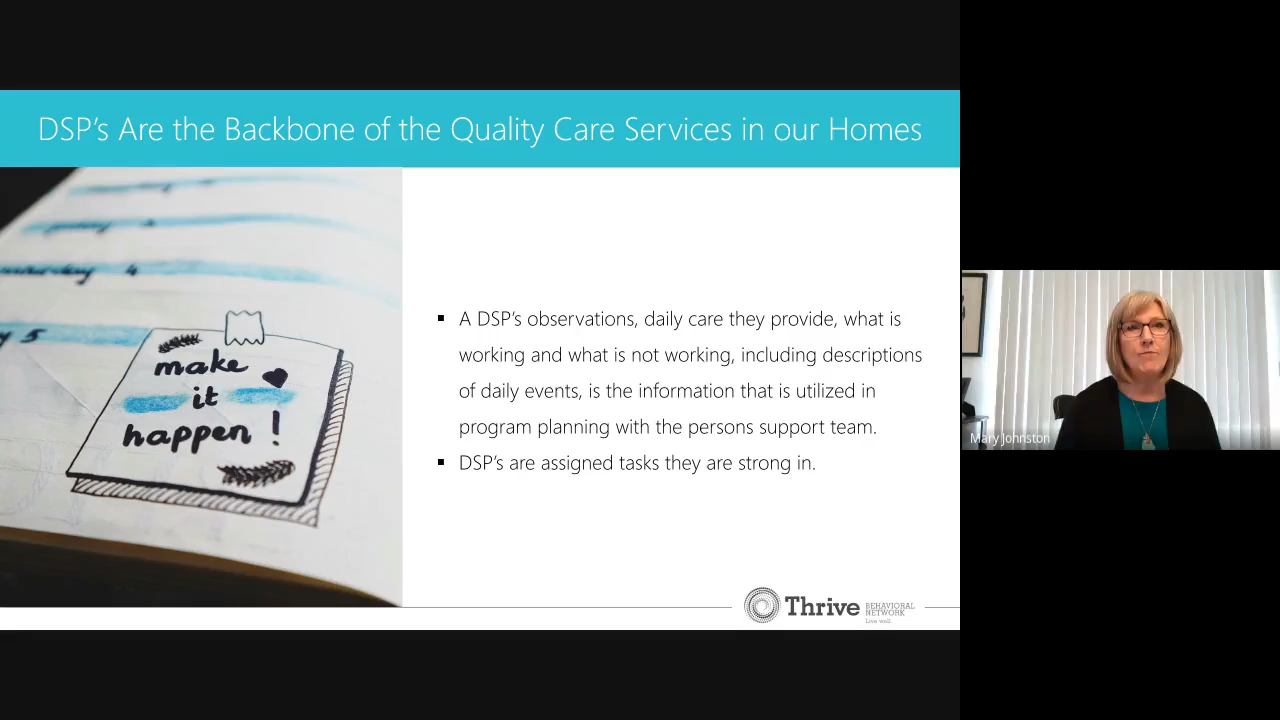 DSP's Are the Backbone of the Quality Care Services in our Homes
5
make
it
happen !
▪ A DSP's observations, daily care they provide, what is
working and what is not working, including descriptions
of daily events, is the information that is utilized in
program planning with the persons support team.
▪ DSP's are assigned tasks they are strong in.
Thrive BEHAVIORAL
NETWORK
Live well.
Mary Johnston